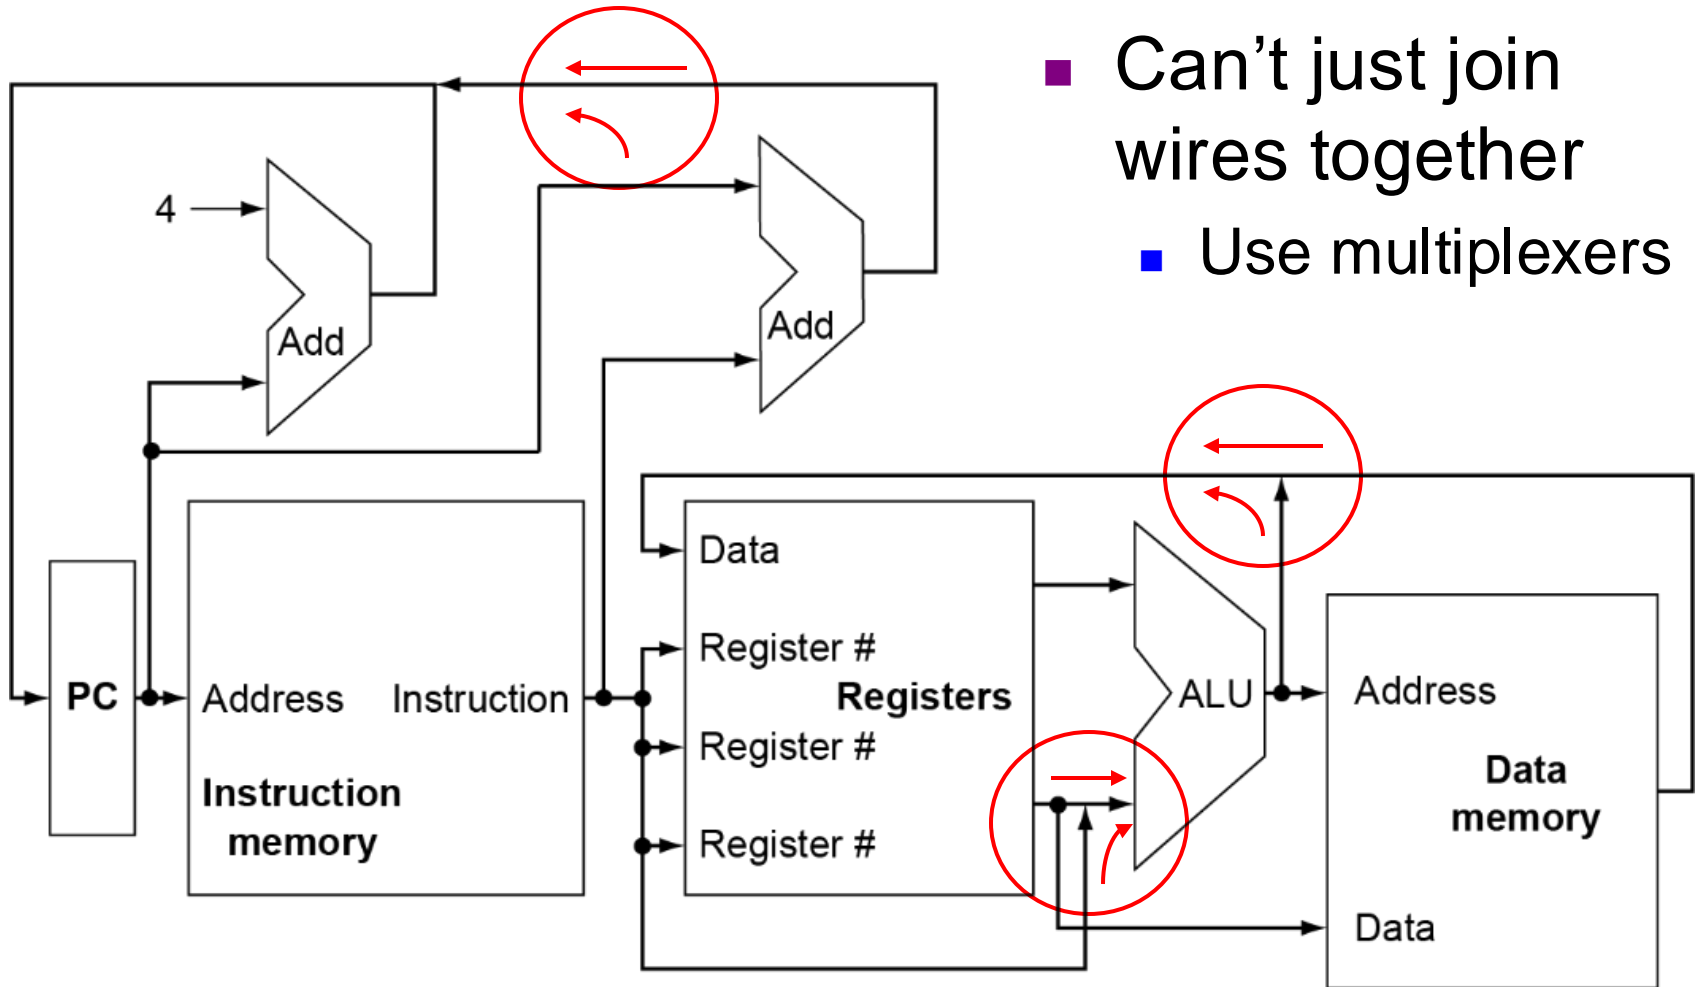 ■ Can’t just join
wires together
■ Use multiplexers
4
Add
Add
PC
Address
Instruction
Instruction
memory
Data
Register #
Registers
Register #
Register #
ALU
Address
Data
memory
Data